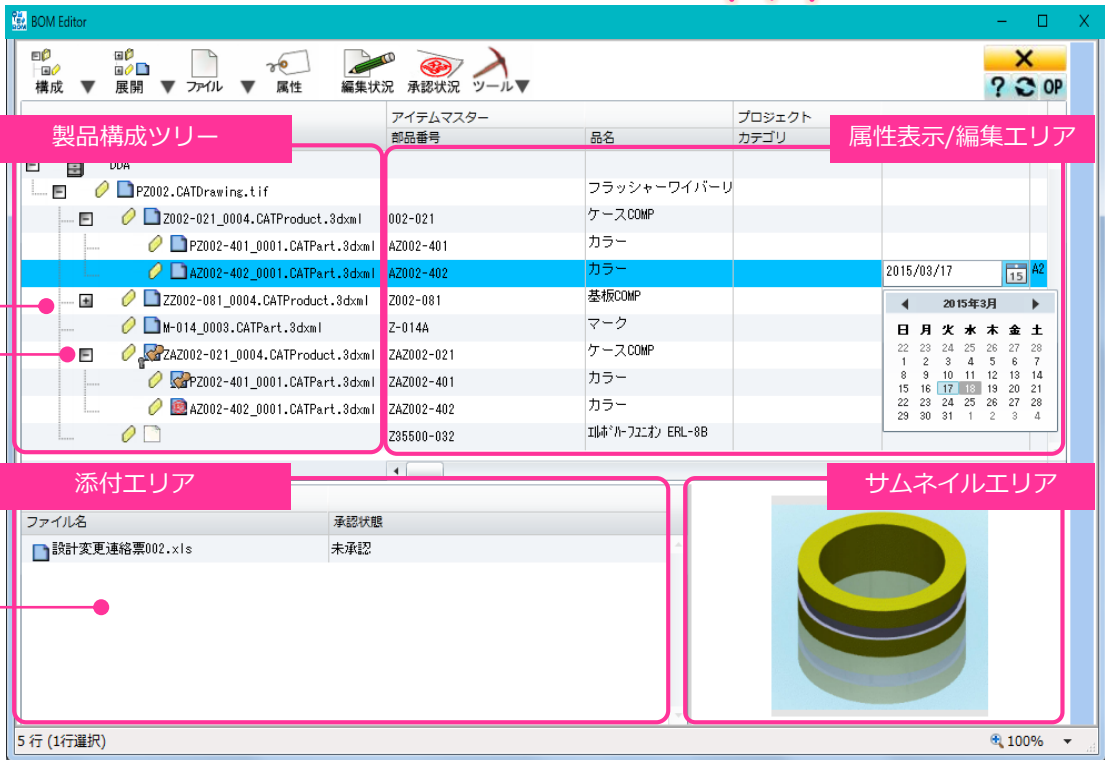 BOM Editor
構成 展開 ファイル 属性 編集状況 承認状況 ツール
? OP
アイテムマスター プロジェクト
製品構成ツリー 部品番号 品名 カテゴリ 属性表示/編集エリア
DDA
PZ002.CATDrawing.tif フラッシャーワイパーリ
Z002-021_0004.CATProduct.3dxml 002-021 ケースCOMP
PZ002-401_0001.CATPart.3dxml AZ002-401 カラー
AZ002-402_0001.CATPart.3dxml AZ002-402 カラー 2015/03/17 15 A2
ZZ002-081_0004.CATProduct.3dxml Z002-081 基板COMP
M-014_0003.CATPart.3dxml Z-014A マーク
ZAZ002-021_0004.CATProduct.3dxml ZAZ002-021 ケースCOMP
PZ002-401_0001.CATPart.3dxml ZAZ002-401 カラー
AZ002-402_0001.CATPart.3dxml ZAZ002-402 カラー
Z35500-032 ｴﾙﾎﾞﾊｰﾌﾕﾆｵﾝ ERL-8B
2015年3月
日 月 火 水 木 金 土
22 23 24 25 26 27 28
1 2 3 4 5 6 7
8 9 10 11 12 13 14
15 16 17 18 19 20 21
22 23 24 25 26 27 28
29 30 31 1 2 3 4
添付エリア サムネイルエリア
ファイル名 承認状態
設計変更連絡票002.xls 未承認
5 行 (1行選択) 100%